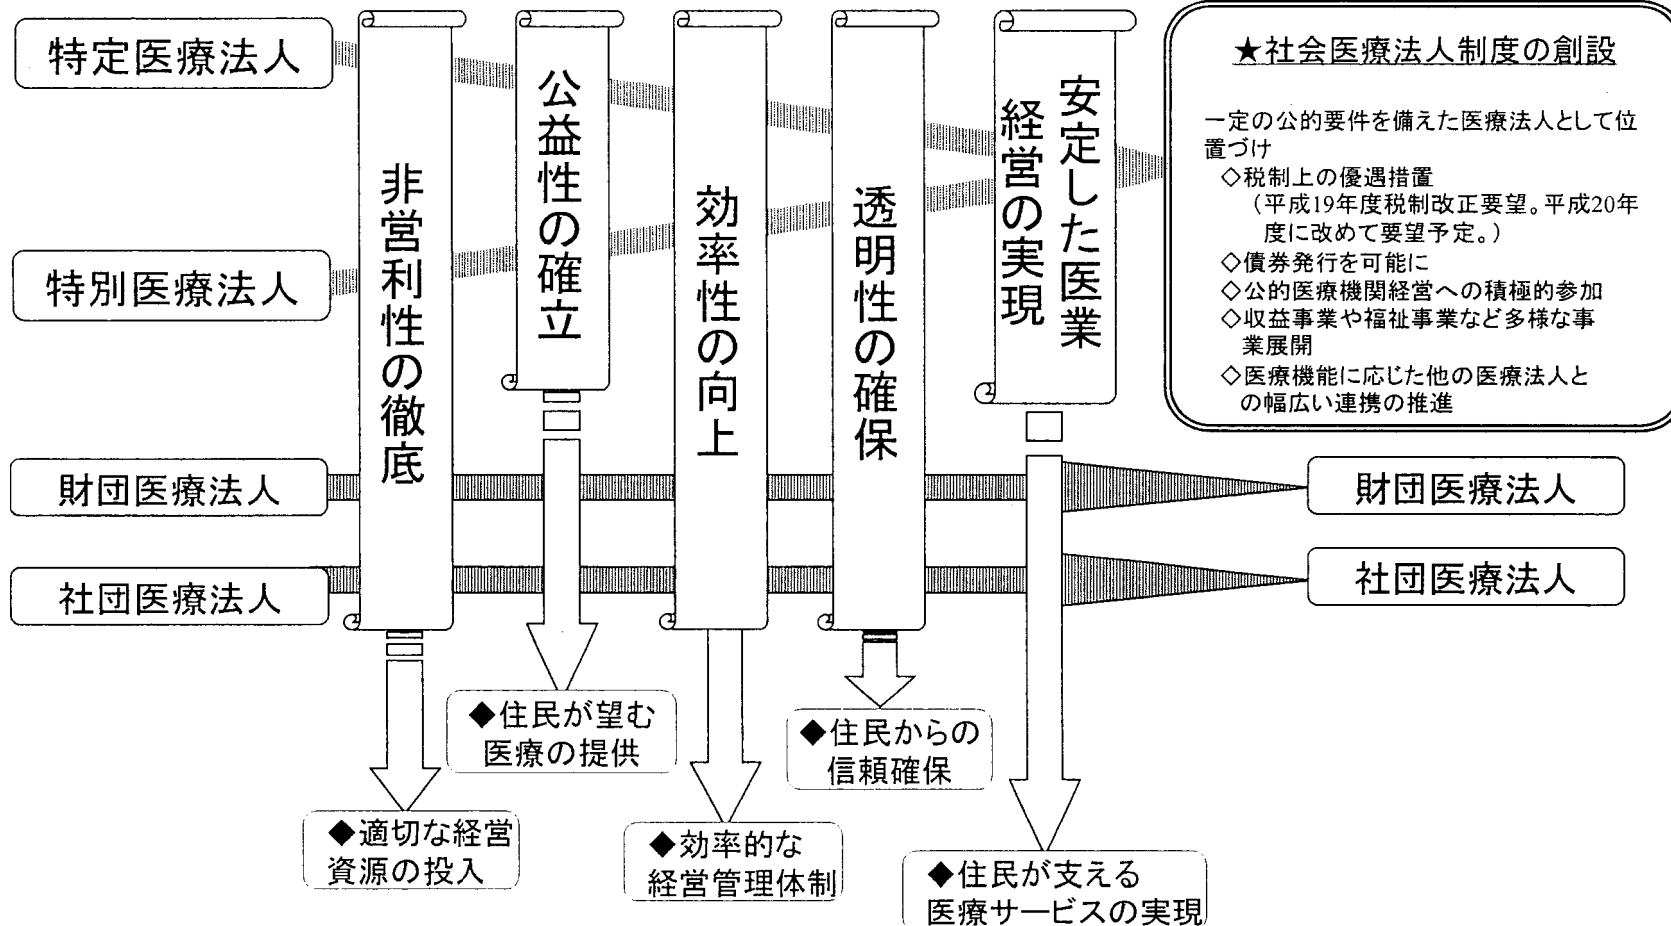 特定医療法人
特別医療法人
財団医療法人
社団医療法人
非営利性の徹底
公益性の確立
効率性の向上
透明性の確保
安定した医業
経営の実現
★社会医療法人制度の創設
一定の公的要件を備えた医療法人として位
置づけ
◇税制上の優遇措置
（平成19年度税制改正要望。平成20年
度に改めて要望予定。）
◇債券発行を可能に
◇公的医療機関経営への積極的参加
◇収益事業や福祉事業など多様な事
業展開
◇医療機能に応じた他の医療法人と
の幅広い連携の推進
財団医療法人
社団医療法人
◆適切な経営
資源の投入
◆住民が望む
医療の提供
◆効率的な
経営管理体制
◆住民からの
信頼確保
◆住民が支える
医療サービスの実現